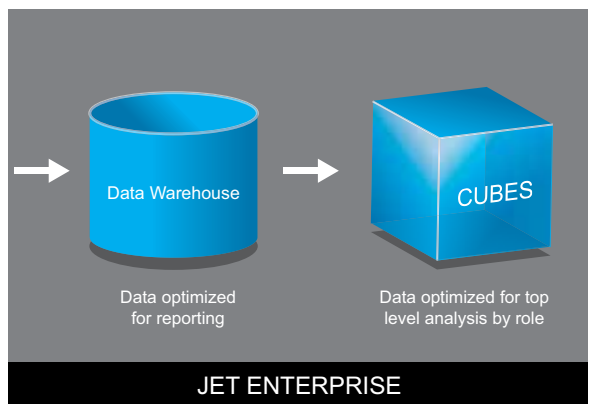 Data Warehouse
CUBES
Data optimized
for reporting
Data optimized for top
level analysis by role
JET ENTERPRISE